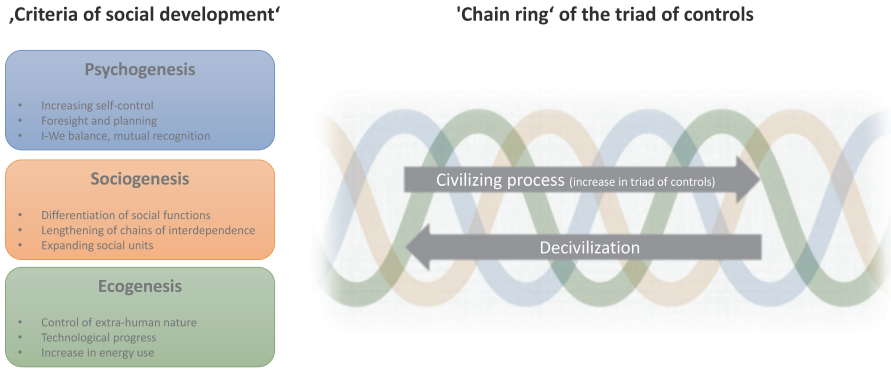 ‚Criteria of social development‘
'Chain ring‘ of the triad of controls
Psychogenesis
• Increasing self-control
• Foresight and planning
• I-We balance, mutual recognition
Sociogenesis
• Differentiation of social functions
• Lengthening of chains of interdependence
• Expanding social units
Ecogenesis
• Control of extra-human nature
• Technological progress
• Increase in energy use
Civilizing process (increase in triad of controls)
Decivilization